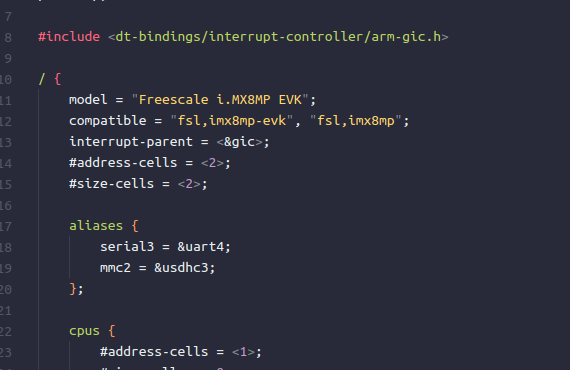 7
8 #include <dt-bindings/interrupt-controller/arm-gic.h>
9
10 / {
11 model = "Freescale i.MX8MP EVK";
12 compatible = "fsl,imx8mp-evk", "fsl,imx8mp";
13 interrupt-parent = <&gic>;
14 #address-cells = <2>;
15 #size-cells = <2>;
16
17 aliases {
18 serial3 = &uart4;
19 mmc2 = &usdhc3;
20 };
21
22 cpus {
23 #address-cells = <1>;